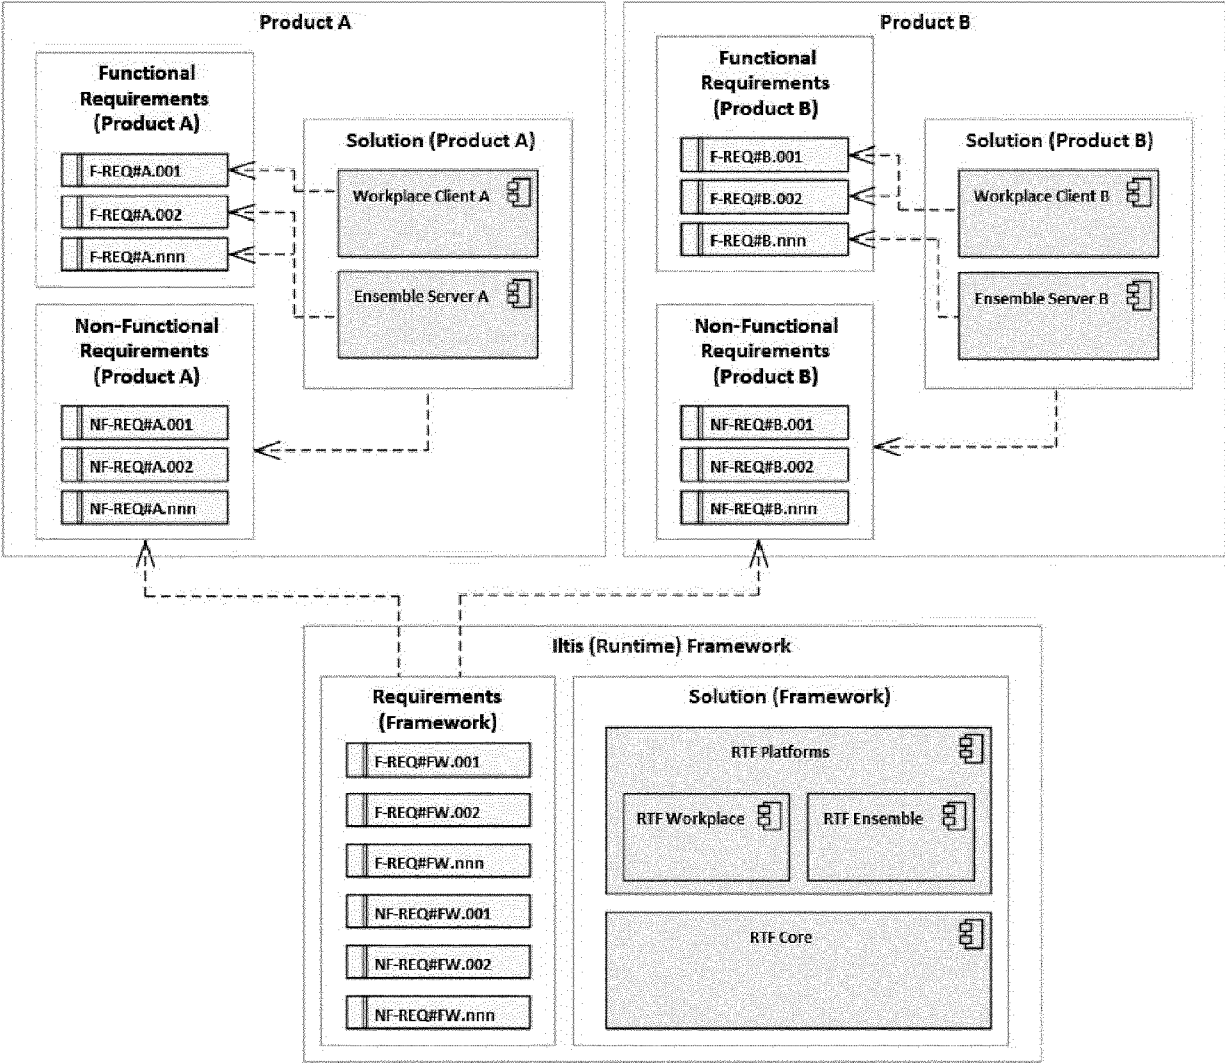 Product A
Functional
Requirements
(Product A)
F-REQ#A.001
F-REQ#A.002
F-REQ#A.nnn
Solution (Product A)
Workplace Client A
Ensemble Server A
Non-Functional
Requirements
(Product A)
NF-REQ#A.001
NF-REQ#A.002
NF-REQ#A.nnn
Product B
Functional
Requirements
(Product B)
F-REQ#B.001
F-REQ#B.002
F-REQ#B.nnn
Solution (Product B)
Workplace Client B
Ensemble Server B
Non-Functional
Requirements
(Product B)
NF-REQ#B.001
NF-REQ#B.002
NF-REQ#B.nnn
Iltis (Runtime) Framework
Requirements
(Framework)
F-REQ#FW.001
F-REQ#FW.002
F-REQ#FW.nnn
NF-REQ#FW.001
NF-REQ#FW.002
NF-REQ#FW.nnn
Solution (Framework)
RTF Platforms
RTF Workplace
RTF Ensemble
RTF Core